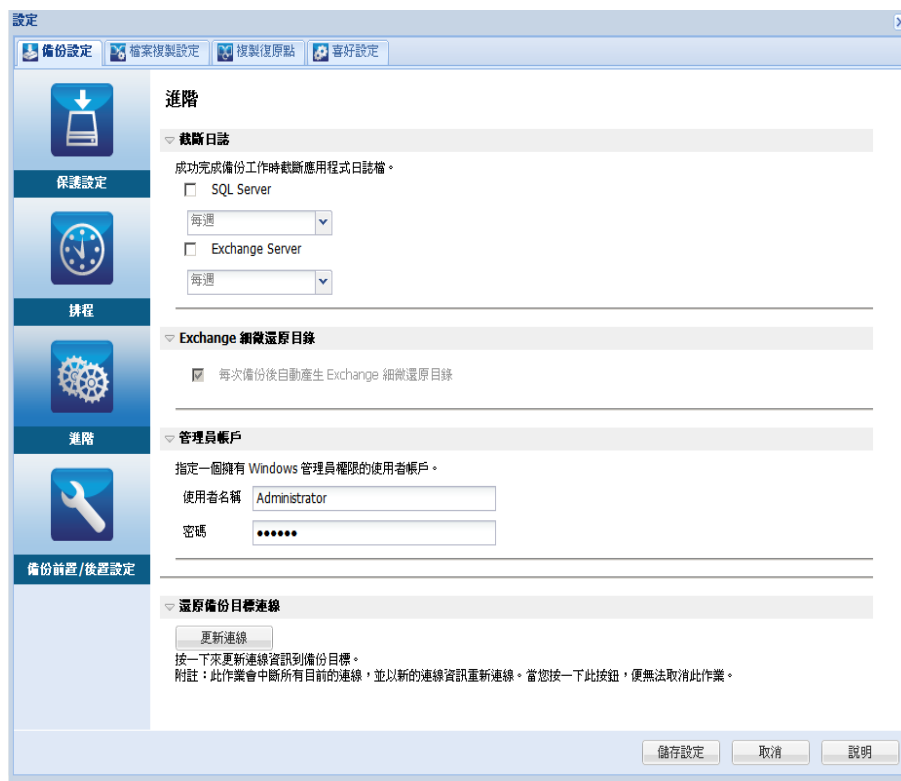 設定
備份設定
檔案複製設定
複製復原點
喜好設定
保護設定
排程
進階
備份前置/後置設定
進階
截斷日誌
成功完成備份工作時截斷應用程式日誌檔。
SQL Server
每週
Exchange Server
每週
Exchange 細微還原目錄
每次備份後自動產生 Exchange 細微還原目錄
管理員帳戶
指定一個擁有 Windows 管理員權限的使用者帳戶。
使用者名稱 Administrator
密碼 ●●●●●●
還原備份目標連線
更新連線
按一下來更新連線資訊到備份目標。
附註：此作業會中斷所有目前的連線，並以新的連線資訊重新連線。當您按一下此按鈕，便無法取消此作業。
儲存設定 取消 說明